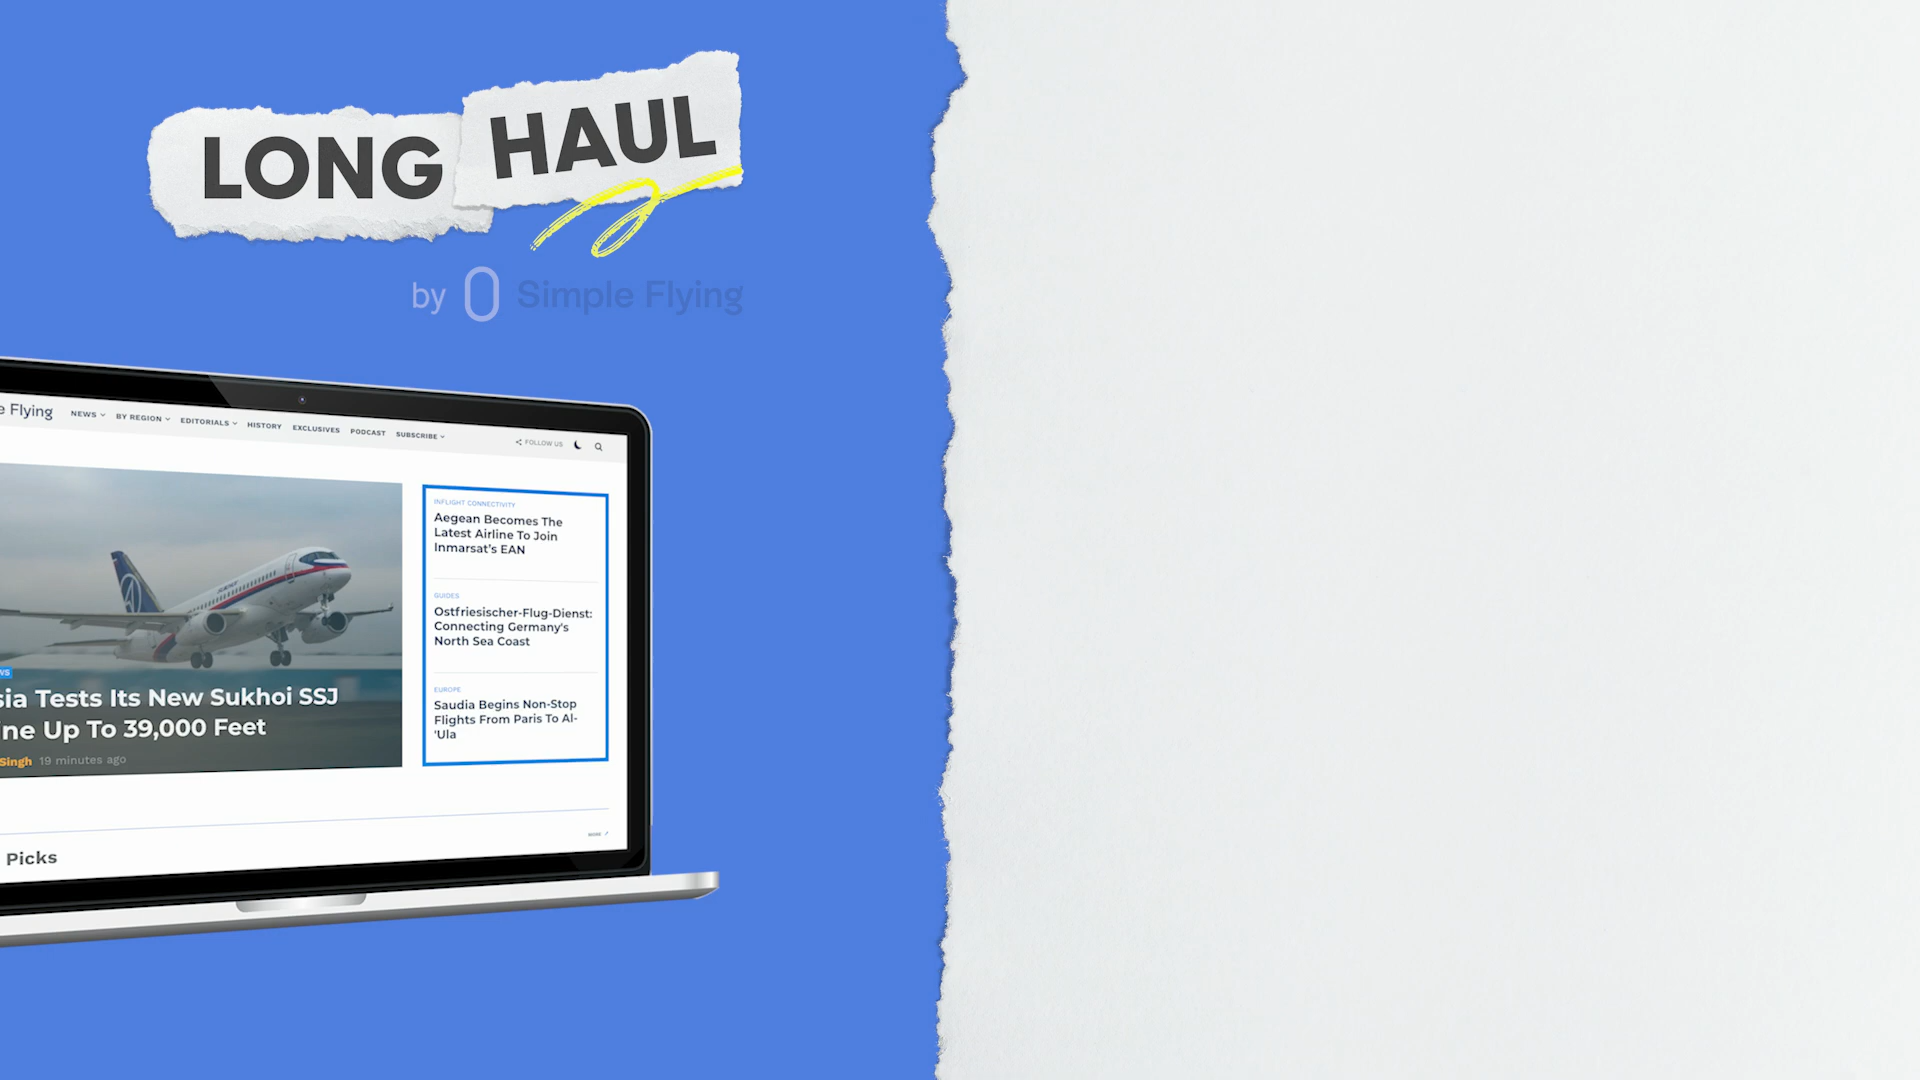 LONG HAUL
by Simple Flying
e Flying NEWS BY REGION EDITORIALS HISTORY EXCLUSIVES PODCAST SUBSCRIBE FOLLOW US
INFLIGHT CONNECTIVITY
Aegean Becomes The
Latest Airline To Join
Inmarsat's EAN
GUIDES
Ostfriesischer-Flug-Dienst:
Connecting Germany's
North Sea Coast
EUROPE
Saudia Begins Non-Stop
Flights From Paris To Al-
'Ula
WS
sia Tests Its New Sukhoi SSJ
ine Up To 39,000 Feet
Singh 19 minutes ago
MORE
Picks